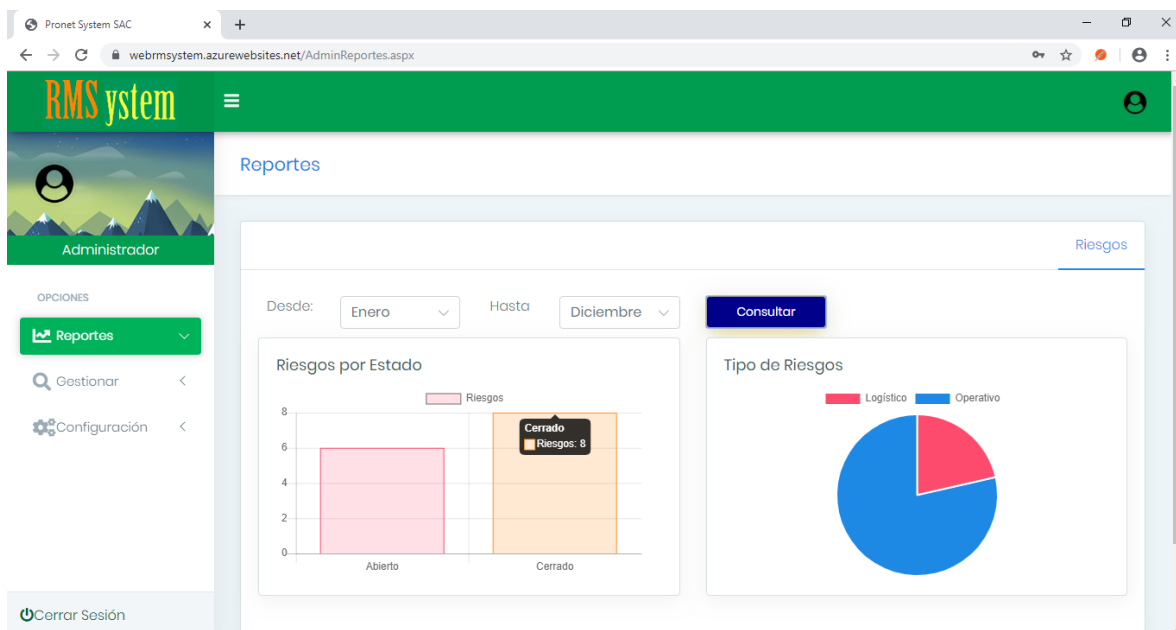 Pronet System SAC
webrmsystem.azurewebsites.net/AdminReportes.aspx
RMSystem
Reportes
Administrador
Riesgos
OPCIONES
Reportes
Gestionar
Configuración
Cerrar Sesión
Desde: Enero Hasta Diciembre Consultar
Riesgos por Estado
Riesgos
8
6
4
2
0
Cerrado
Riesgos: 8
Abierto Cerrado
Tipo de Riesgos
Logístico Operativo